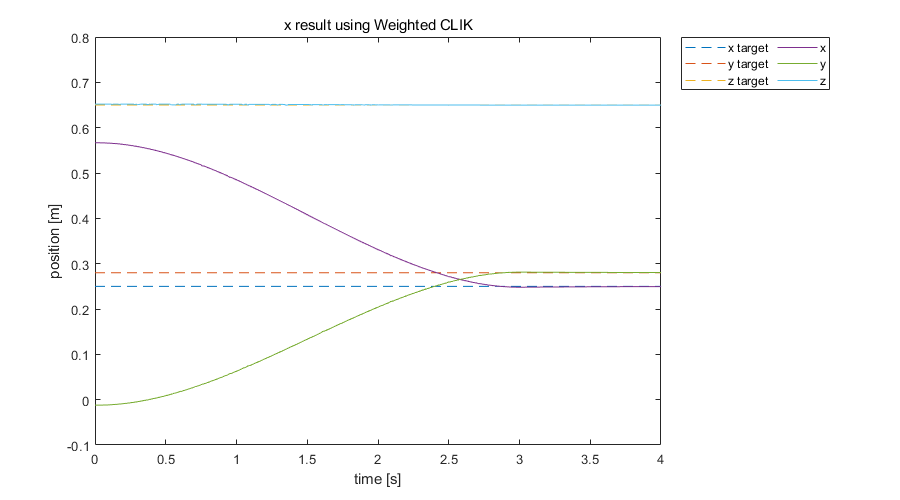 x result using Weighted CLIK
0.8
0.7
0.6
0.5
0.4
0.3
0.2
0.1
0
-0.1
position [m]
0 0.5 1 1.5 2 2.5 3 3.5 4
time [s]
x target x
y target y
z target z